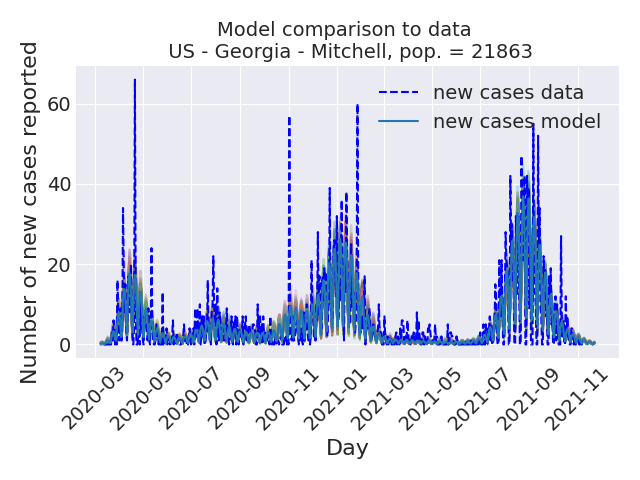 Model comparison to data
US - Georgia - Mitchell, pop. = 21863
Number of new cases reported
60
40
20
0
new cases data
new cases model
2020-03
2020-05
2020-07
2020-09
2020-11
2021-01
2021-03
2021-05
2021-07
2021-09
2021-11
Day